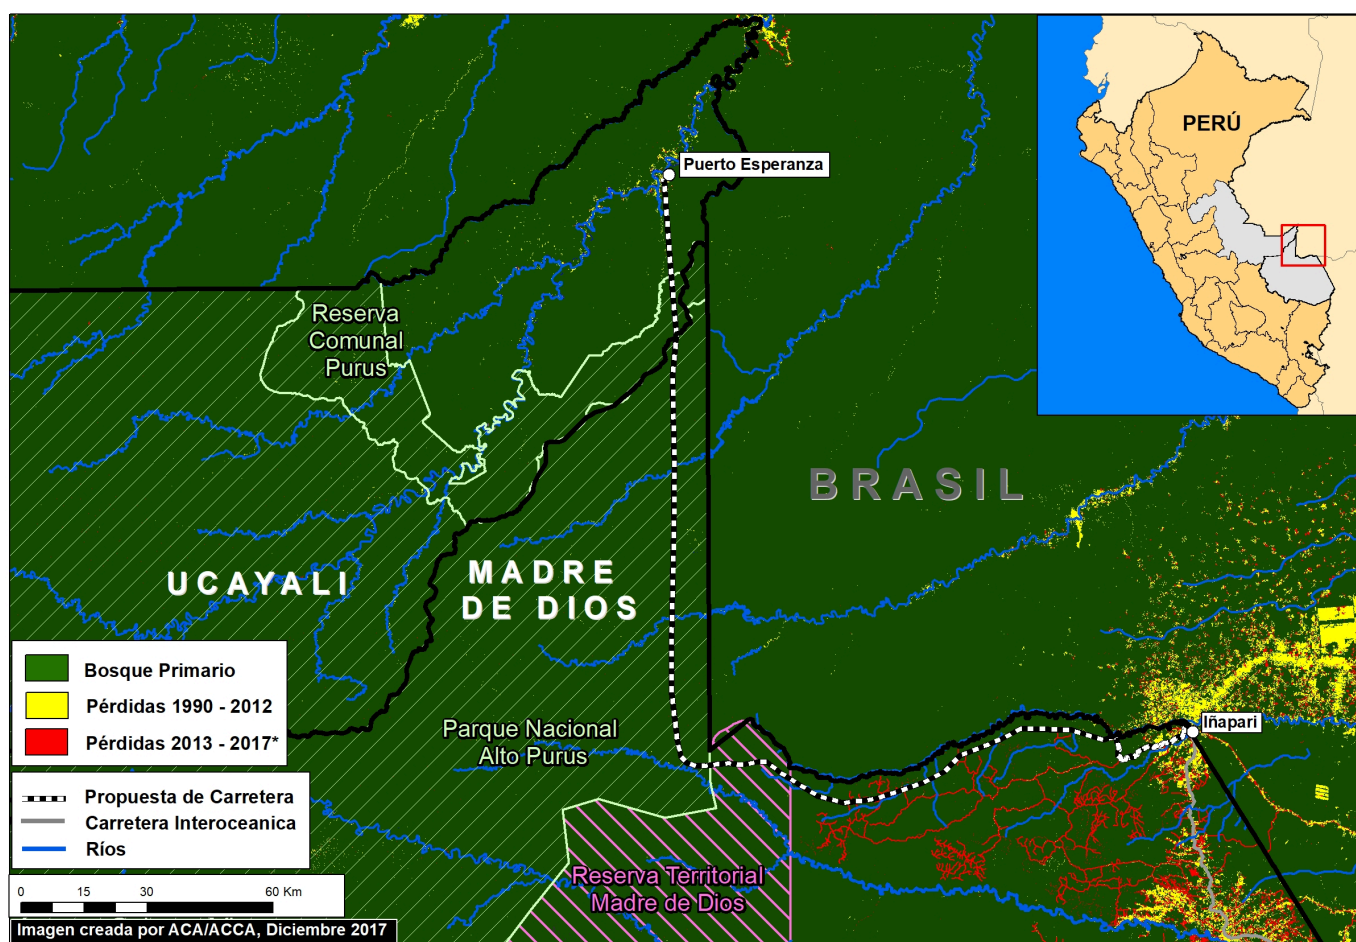 PERÚ
Puerto Esperanza
Reserva
Comunal
Purus
BRASIL
UCAYALI
MADRE
DE DIOS
Iñapari
Parque Nacional
Alto Purus
Reserva Territorial
Madre de Dios
Bosque Primario
Pérdidas 1990 - 2012
Pérdidas 2013 - 2017*
Propuesta de Carretera
Carretera Interoceanica
Ríos
0 15 30 60 Km
Imagen creada por ACA/ACCA, Diciembre 2017